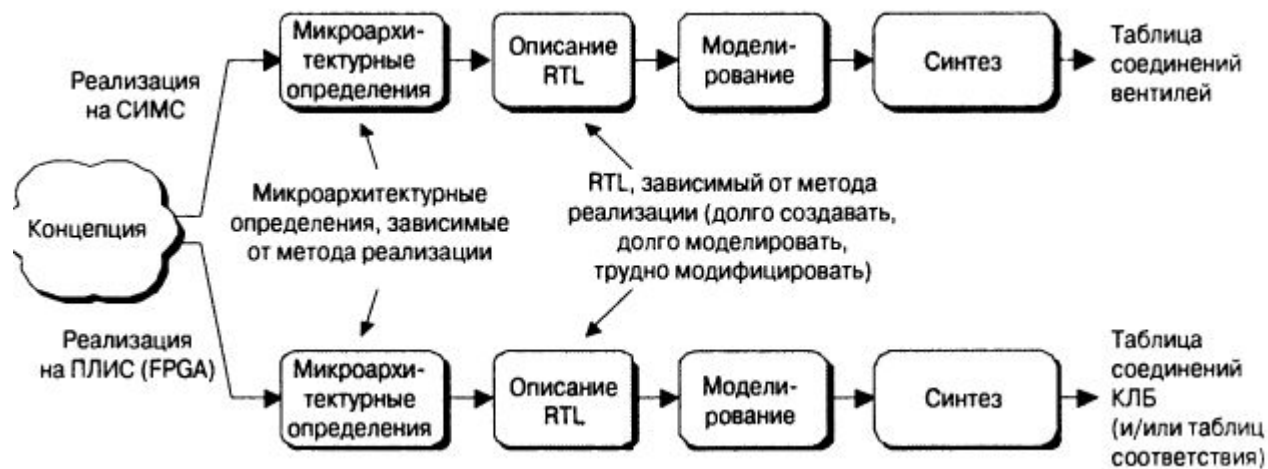 Микроархи-
тектурные
определения
Описание
RTL
Модели-
рование
Синтез
Таблица
соединений
вентилей
Реализация
на СИМС
Концепция
Микроархитектурные
определения, зависимые
от метода реализации
RTL, зависимый от метода
реализации (долго создавать,
долго моделировать,
трудно модифицировать)
Реализация
на ПЛИС (FPGA)
Микроархи-
тектурные
определения
Описание
RTL
Модели-
рование
Синтез
Таблица
соединений
КЛБ
(и/или таблиц
соответствия)